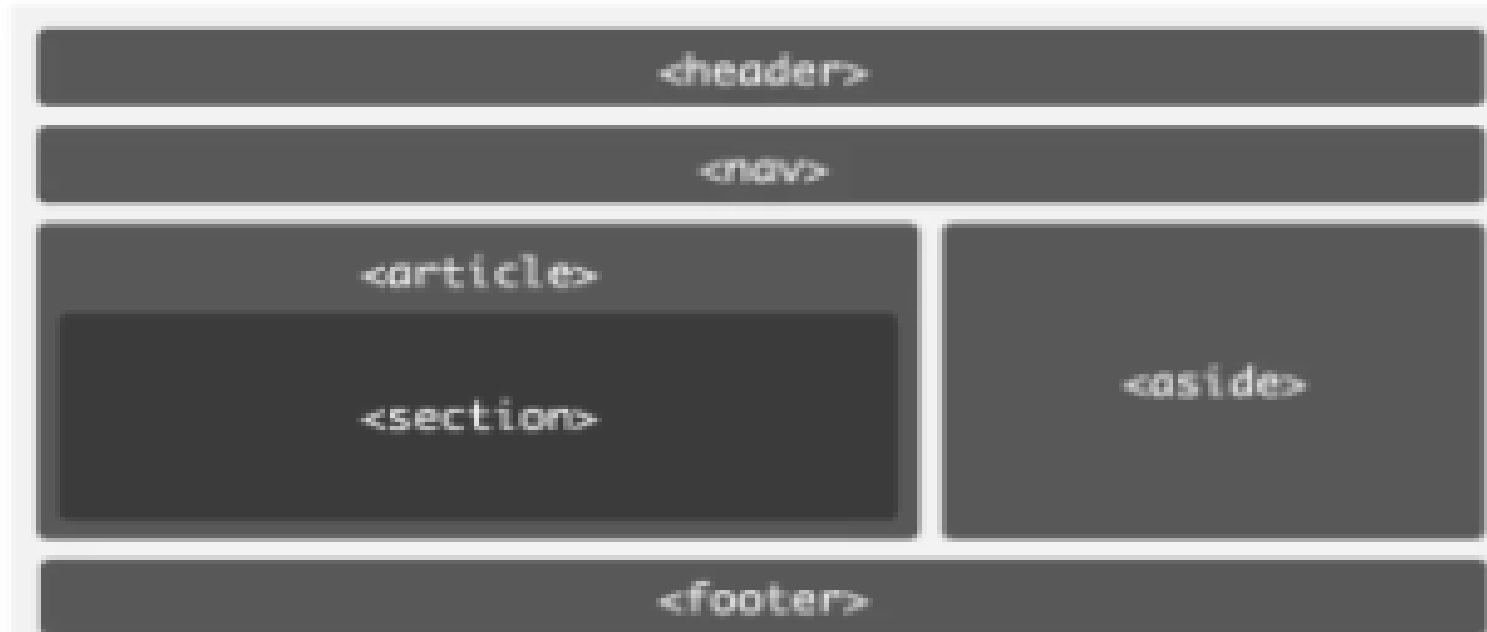 <header>
<nav>
<article>
<section>
<aside>
<footer>